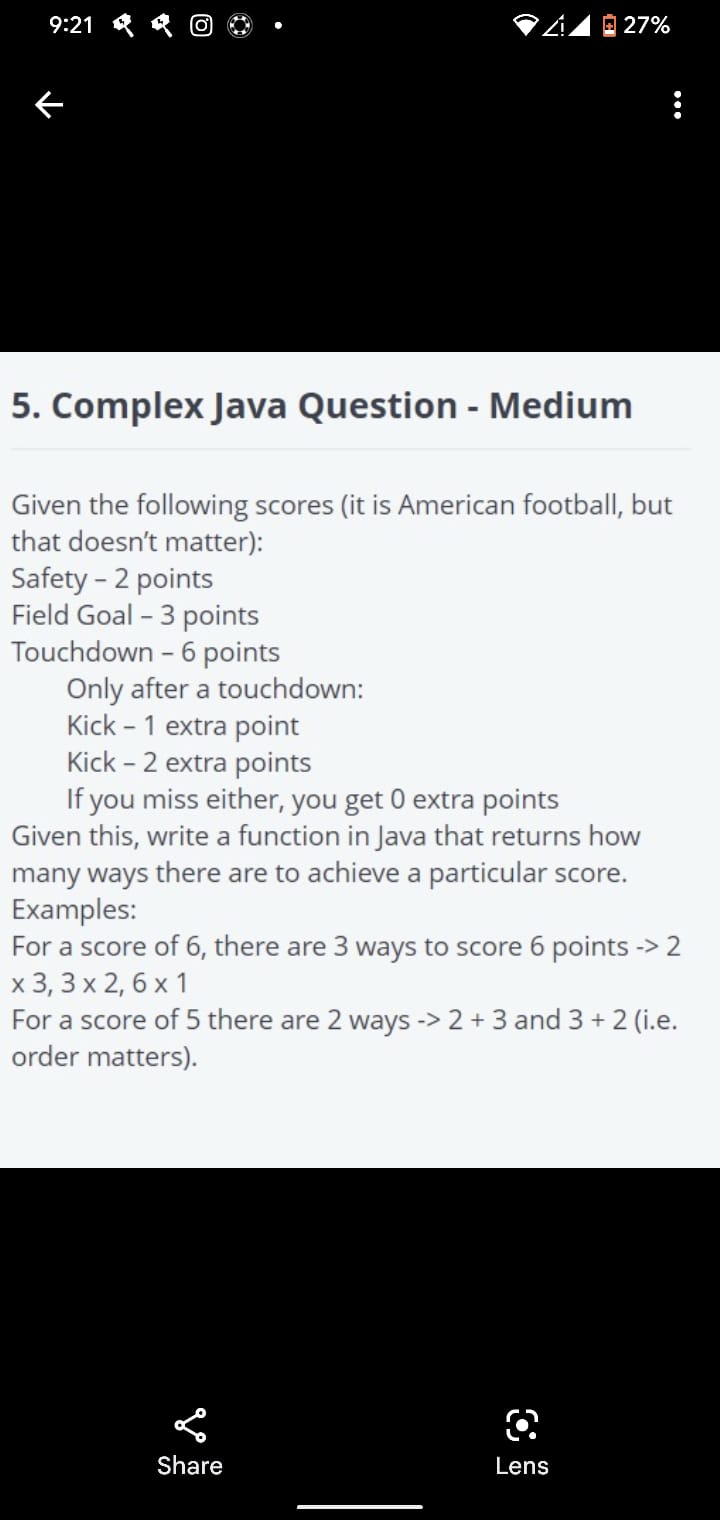 9:21
27%
5. Complex Java Question - Medium
Given the following scores (it is American football, but
that doesn’t matter):
Safety – 2 points
Field Goal – 3 points
Touchdown – 6 points
Only after a touchdown:
Kick – 1 extra point
Kick – 2 extra points
If you miss either, you get 0 extra points
Given this, write a function in Java that returns how
many ways there are to achieve a particular score.
Examples:
For a score of 6, there are 3 ways to score 6 points -> 2
x 3, 3 x 2, 6 x 1
For a score of 5 there are 2 ways -> 2 + 3 and 3 + 2 (i.e.
order matters).
Share
Lens